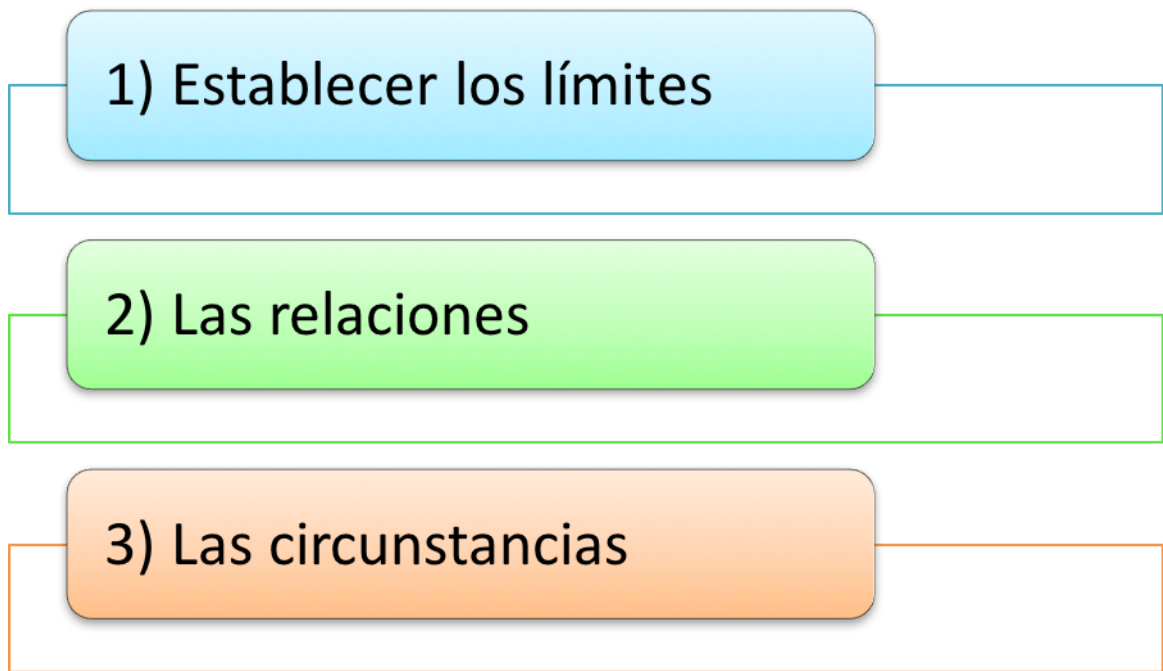 1) Establecer los límites
2) Las relaciones
3) Las circunstancias